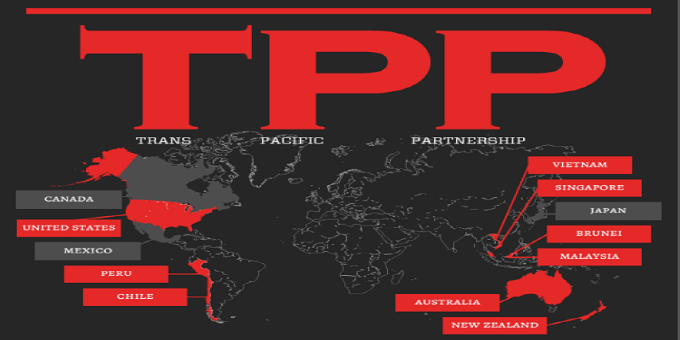 TPP
TRANS PACIFIC PARTNERSHIP
CANADA
UNITED STATES
MEXICO
PERU
CHILE
VIETNAM
SINGAPORE
JAPAN
BRUNEI
MALAYSIA
AUSTRALIA
NEW ZEALAND